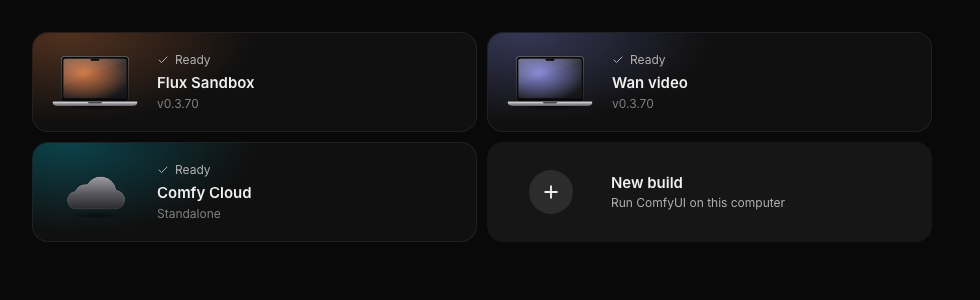 Ready
Flux Sandbox
v0.3.70
Ready
Wan video
v0.3.70
Ready
Comfy Cloud
Standalone
New build
Run ComfyUI on this computer